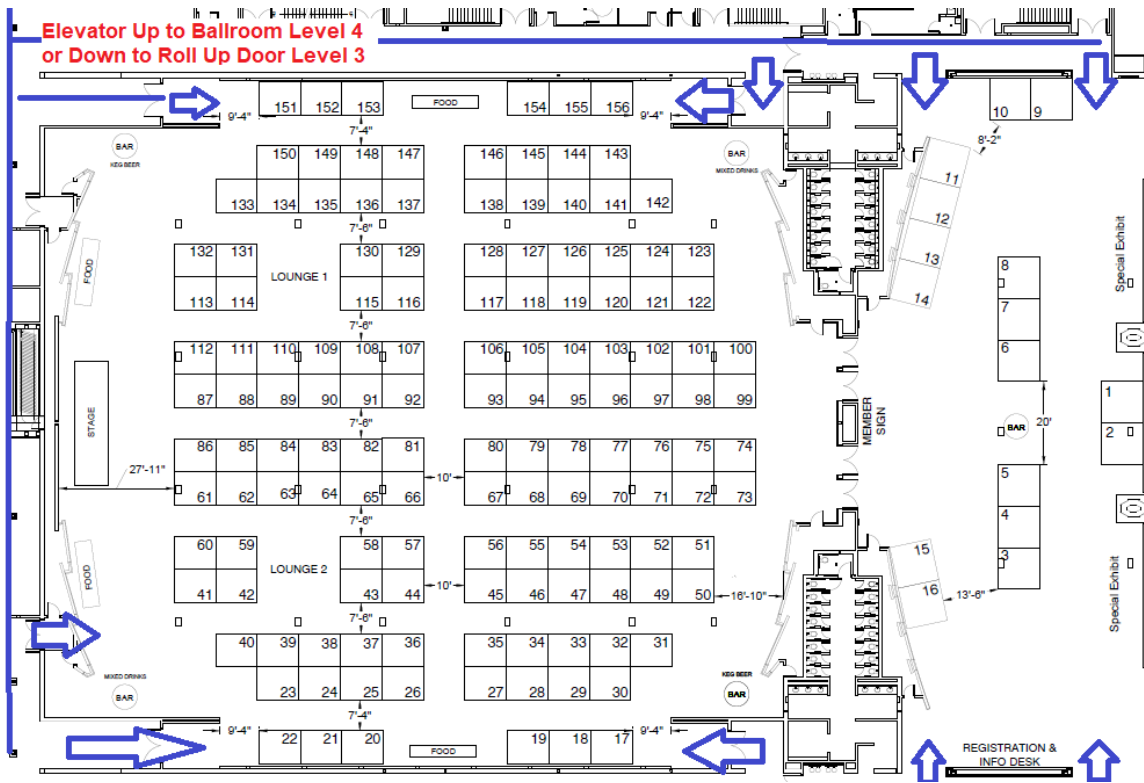 Elevator Up to Ballroom Level 4
or Down to Roll Up Door Level 3
151 152 153 FOOD 154 155 156
10 9
9'-4" 7'-4" 9'-4"
8'-2"
BAR
KEG BEER
BAR
MIXED DRINKS
150 149 148 147 146 145 144 143
133 134 135 136 137 138 139 140 141 142
11
12
13
14
7'-6"
132 131 130 129 128 127 126 125 124 123
LOUNGE 1
113 114 115 116 117 118 119 120 121 122
FOOD
8
7
6
Special Exhibit
7'-6"
112 111 110 109 108 107 106 105 104 103 102 101 100
87 88 89 90 91 92 93 94 95 96 97 98 99
STAGE
MEMBER
SIGN
1
2
BAR
20'
7'-6"
86 85 84 83 82 81 80 79 78 77 76 75 74
27'-11"
10'
61 62 63 64 65 66 67 68 69 70 71 72 73
5
4
3
7'-6"
60 59 58 57 56 55 54 53 52 51
LOUNGE 2
10'
41 42 43 44 45 46 47 48 49 50
16'-10"
FOOD
15
16
13'-6"
Special Exhibit
7'-6"
40 39 38 37 36 35 34 33 32 31
23 24 25 26 27 28 29 30
MIXED DRINKS
BAR
KEG BEER
BAR
7'-4"
9'-4" 9'-4"
22 21 20 FOOD 19 18 17
REGISTRATION &
INFO DESK